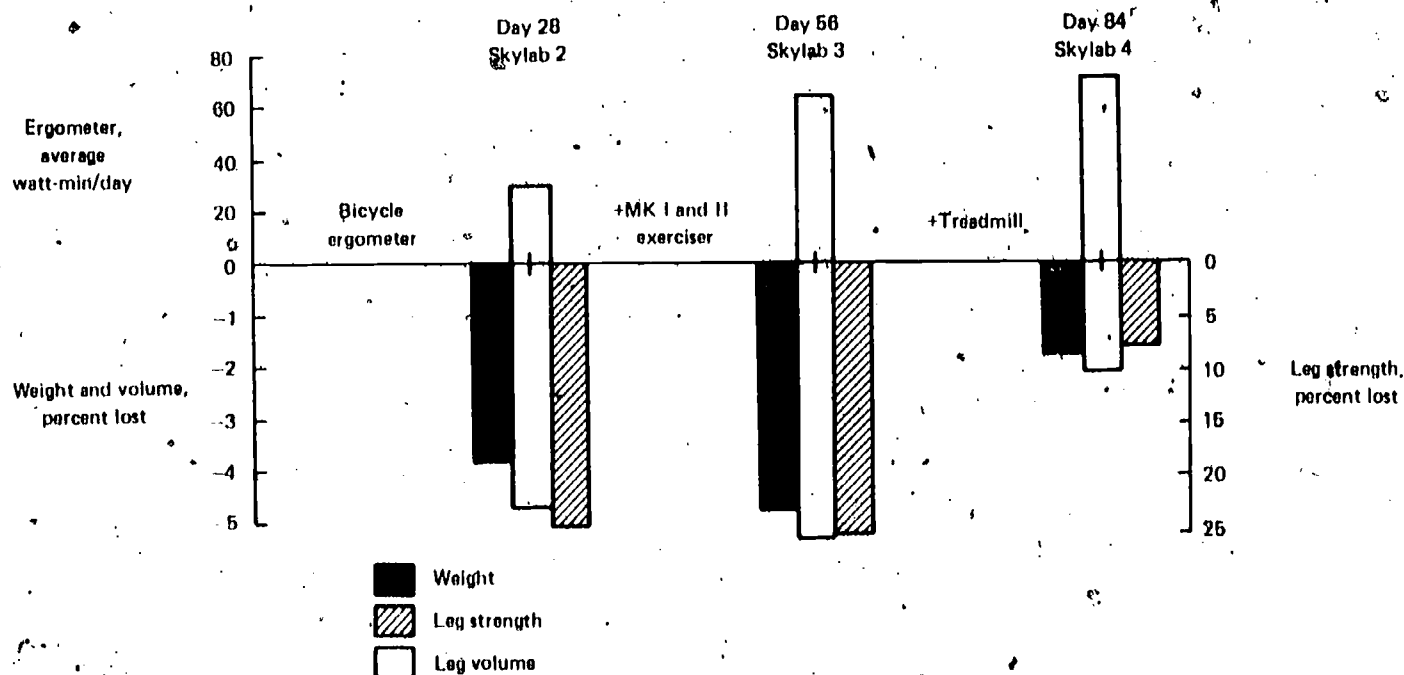 Day 28
Skylab 2
Day 56
Skylab 3
Day 84
Skylab 4
80
60
40
20
0
-1
-2
-3
-4
5
Ergometer,
average
watt-min/day
Bicycle
ergometer
+MK I and II
exerciser
+Treadmill
Weight and volume,
percent lost
0
5
10
15
20
25
Leg strength,
percent lost
Weight
Leg strength
Leg volume